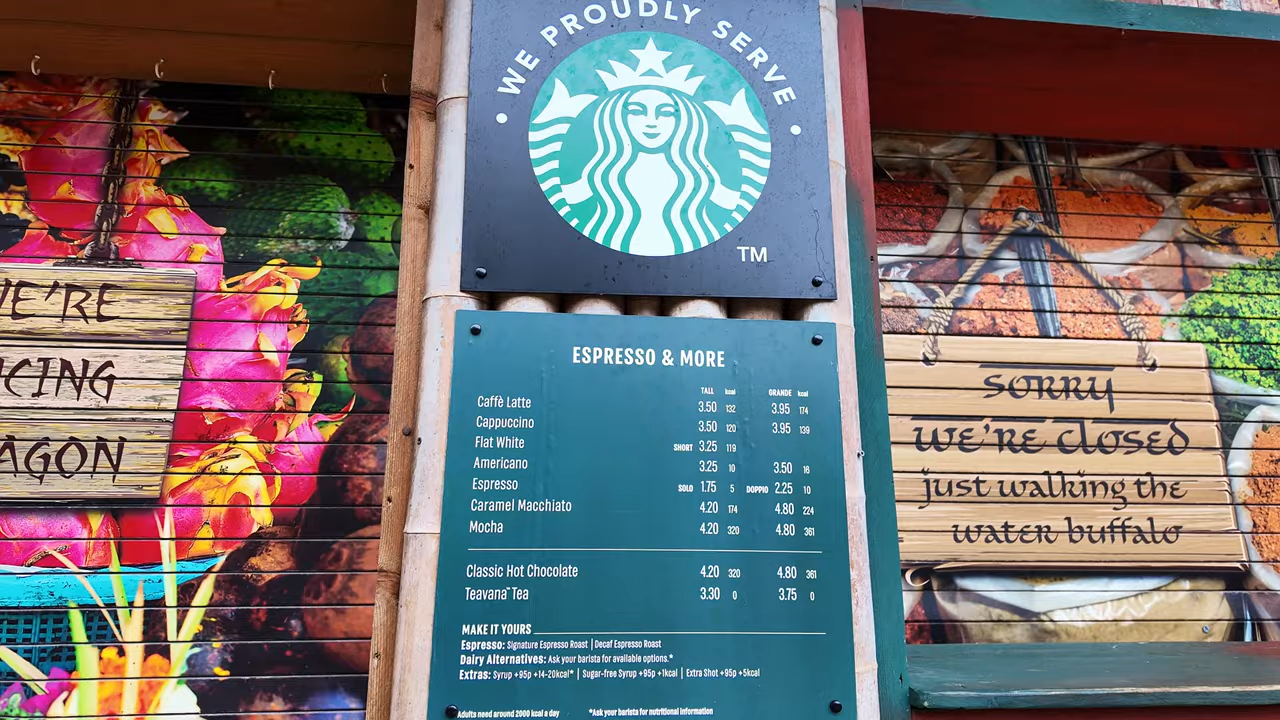 WE PROUDLY SERVE
TM
ESPRESSO & MORE
TALL kcal GRANDE kcal
Caffè Latte 3.50 132 3.95 174
Cappuccino 3.50 120 3.95 139
Flat White SHORT 3.25 119
Americano 3.25 10 3.50 16
Espresso SOLO 1.75 5 DOPPIO 2.25 10
Caramel Macchiato 4.20 174 4.80 224
Mocha 4.20 320 4.80 361
Classic Hot Chocolate 4.20 320 4.80 361
Teavana™ Tea 3.30 0 3.75 0
MAKE IT YOURS
Espresso: Signature Espresso Roast | Decaf Espresso Roast
Dairy Alternatives: Ask your barista for available options.*
Extras: Syrup +95p +14-20kcal* | Sugar-free Syrup +95p +1kcal | Extra Shot +95p +5kcal
Adults need around 2000 kcal a day *Ask your barista for nutritional information
WE'RE
CING
AGON
SORRY
we're closed
just walking the
water buffalo